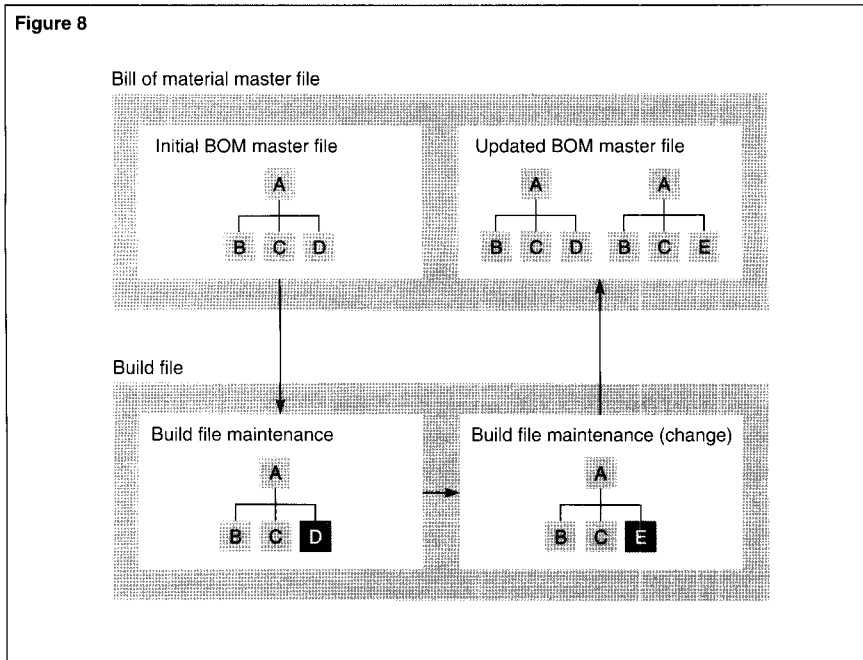 Figure 8
Bill of material master file
Initial BOM master file
A
B C D
Updated BOM master file
A A
B C D B C E
Build file
Build file maintenance
A
B C D
Build file maintenance (change)
A
B C E